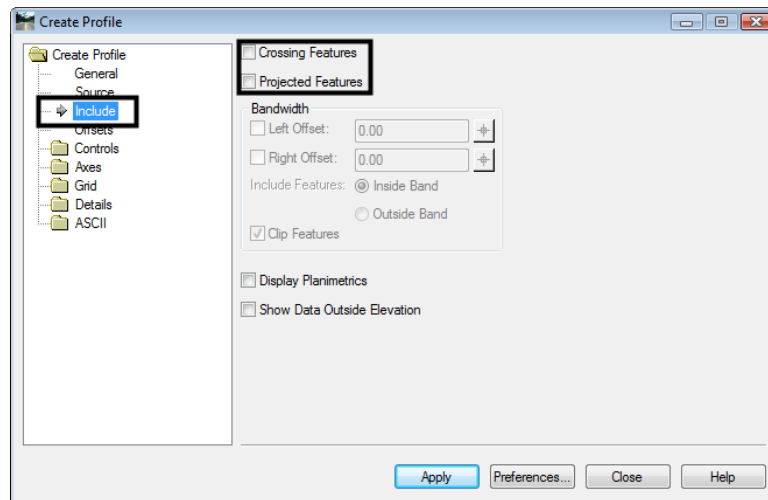 Create Profile
Create Profile
General
Source
Include
Offsets
Controls
Axes
Grid
Details
ASCII
Crossing Features
Projected Features
Bandwidth
Left Offset: 0.00
Right Offset: 0.00
Include Features: Inside Band
Outside Band
Clip Features
Display Planimetrics
Show Data Outside Elevation
Apply Preferences... Close Help